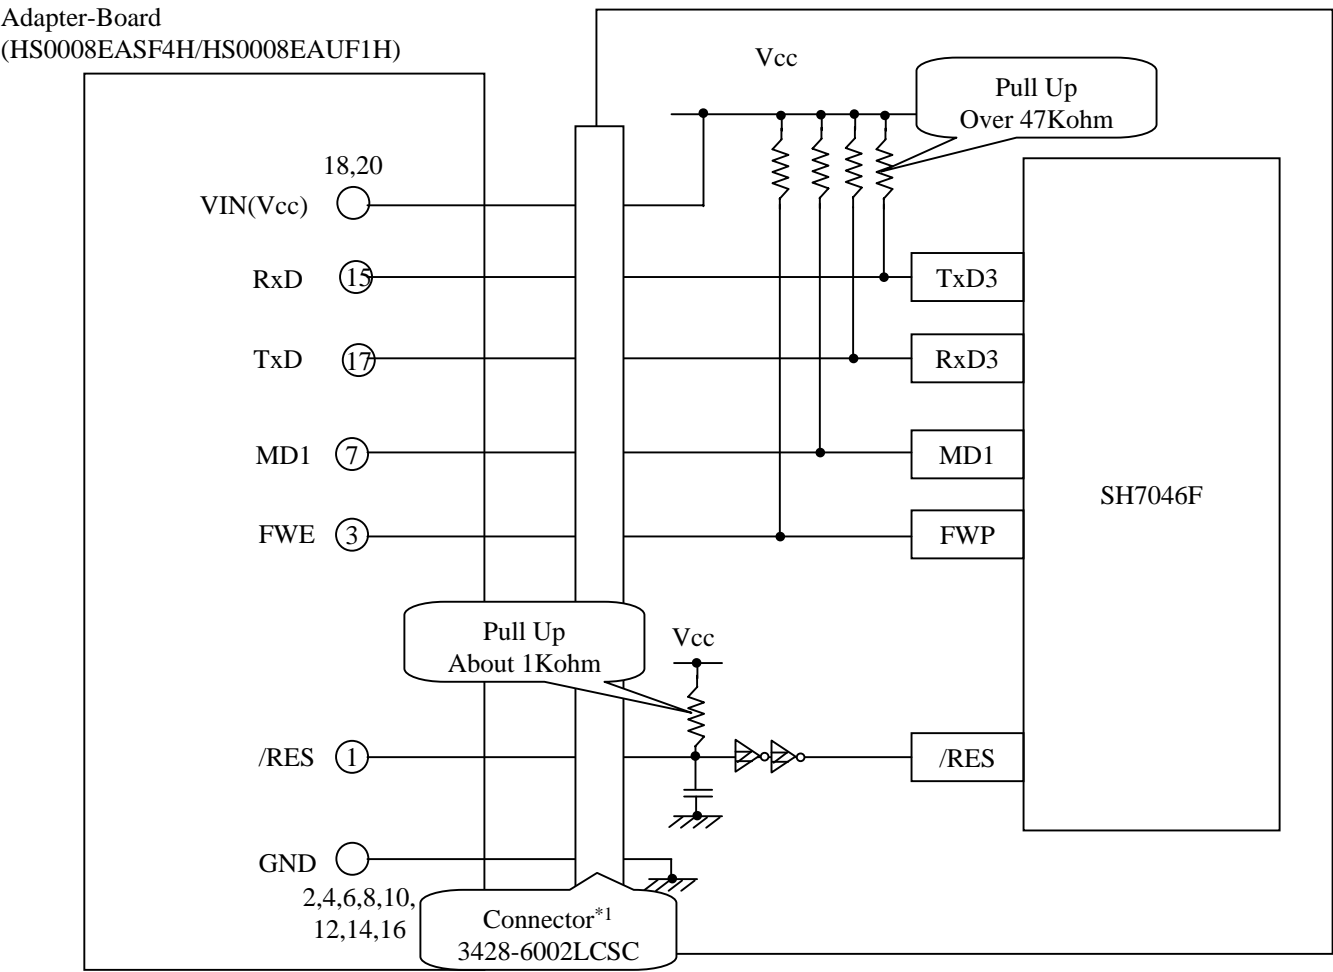 Adapter-Board
(HS0008EASF4H/HS0008EAUF1H)
Vcc
Pull Up
Over 47Kohm
18,20
VIN(Vcc)
RxD 15 TxD3
TxD 17 RxD3
MD1 7 MD1
SH7046F
FWE 3 FWP
Pull Up
About 1Kohm
Vcc
/RES 1 /RES
GND
2,4,6,8,10,
12,14,16
Connector*1
3428-6002LCSC